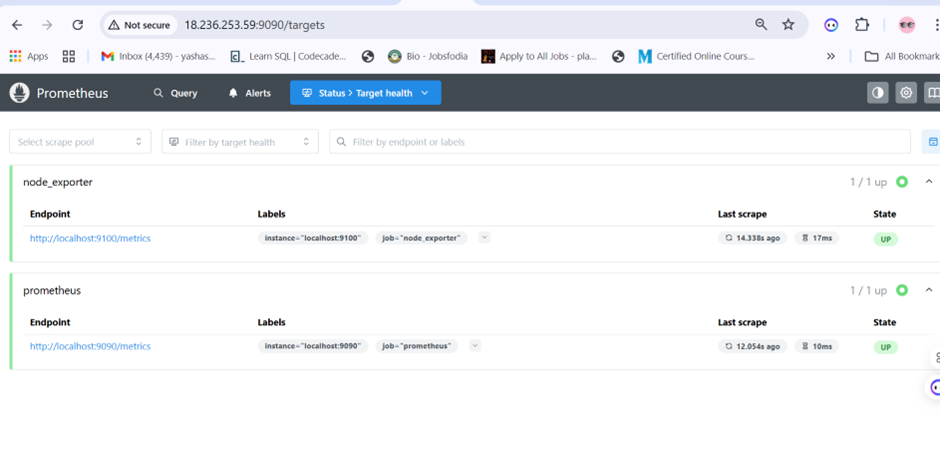 Not secure 18.236.253.59:9090/targets
Apps Inbox (4,439) - yashas... Learn SQL | Codecade... Bio - Jobsfodia Apply to All Jobs - pla... Certified Online Cours... » All Bookmark
Prometheus Query Alerts Status > Target health
Select scrape pool Filter by target health Filter by endpoint or labels
node_exporter 1 / 1 up
Endpoint Labels Last scrape State
http://localhost:9100/metrics instance="localhost:9100" job="node_exporter" 14.338s ago 17ms UP
prometheus 1 / 1 up
Endpoint Labels Last scrape State
http://localhost:9090/metrics instance="localhost:9090" job="prometheus" 12.054s ago 10ms UP